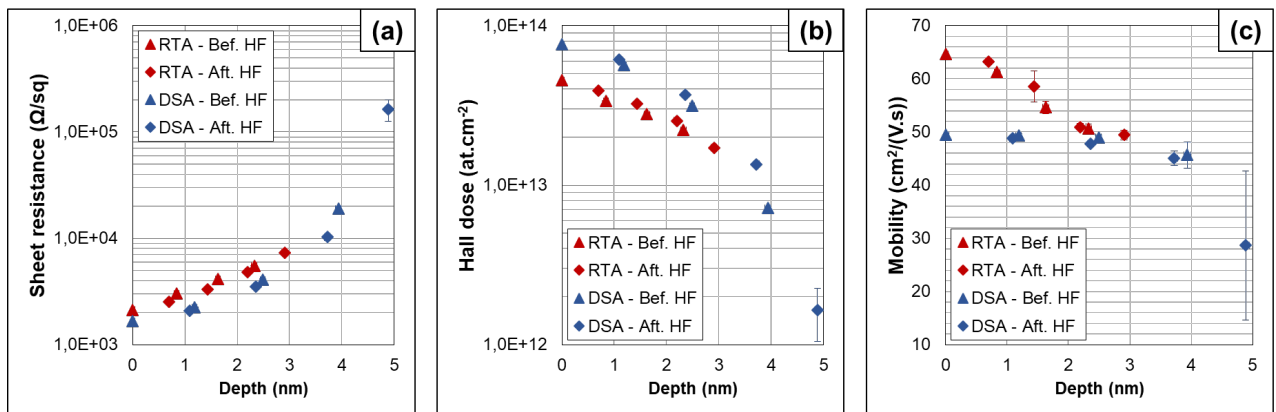 (a)
Sheet resistance (Ω/sq)
1,0E+06
1,0E+05
1,0E+04
1,0E+03
RTA - Bef. HF
RTA - Aft. HF
DSA - Bef. HF
DSA - Aft. HF
0 1 2 3 4 5
Depth (nm)
(b)
Hall dose (at.cm⁻²)
1,0E+14
1,0E+13
1,0E+12
RTA - Bef. HF
RTA - Aft. HF
DSA - Bef. HF
DSA - Aft. HF
0 1 2 3 4 5
Depth (nm)
(c)
Mobility (cm²/(V.s))
70
60
50
40
30
20
10
RTA - Bef. HF
RTA - Aft. HF
DSA - Bef. HF
DSA - Aft. HF
0 1 2 3 4 5
Depth (nm)